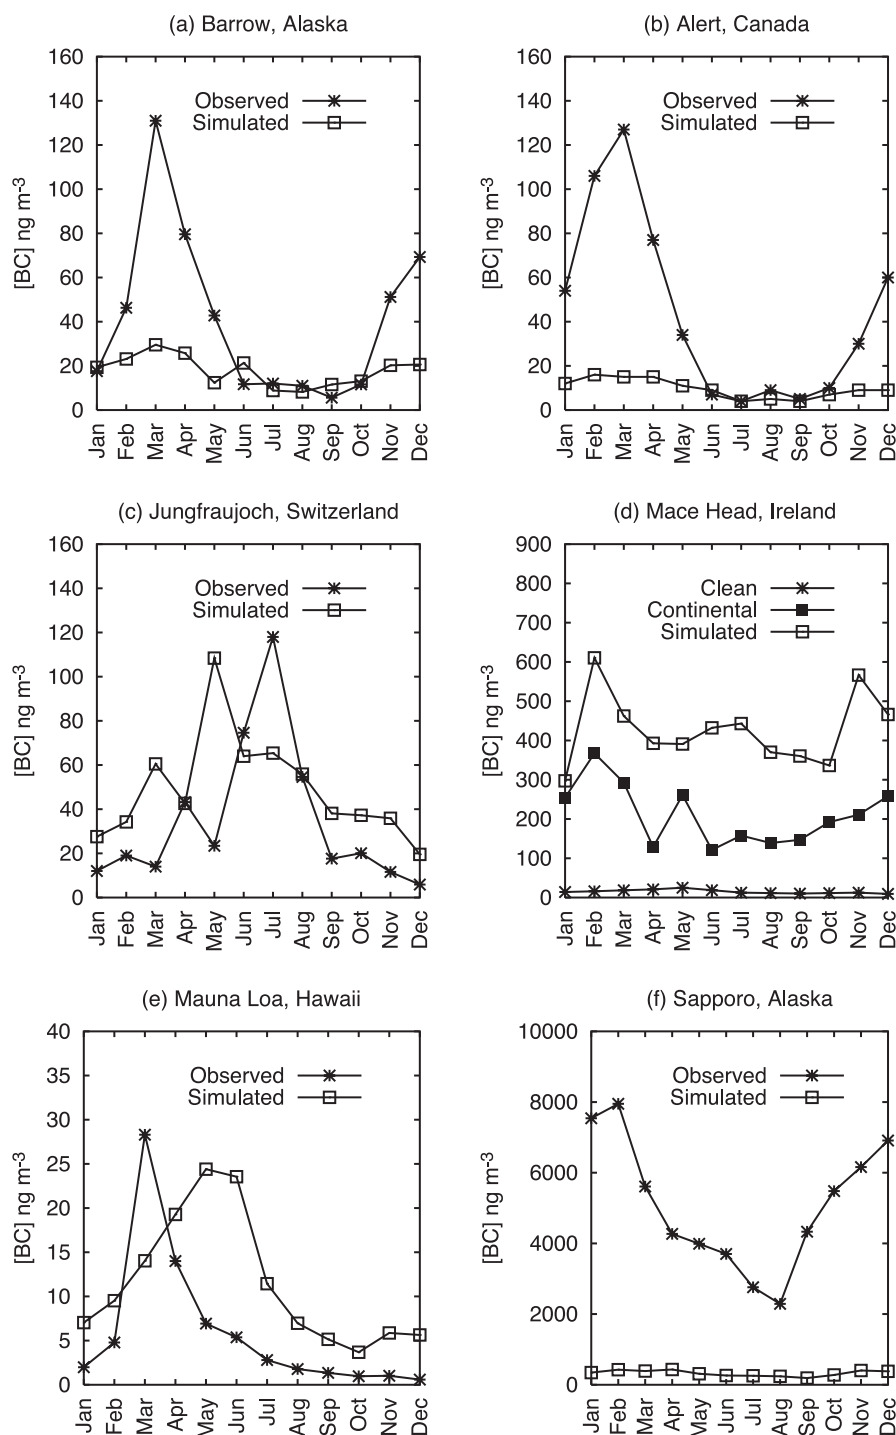 (a) Barrow, Alaska
160
140
120
100
80
60
40
20
0
[BC] ng m-3
Observed
Simulated
Jan Feb Mar Apr May Jun Jul Aug Sep Oct Nov Dec
(b) Alert, Canada
160
140
120
100
80
60
40
20
0
[BC] ng m-3
Observed
Simulated
Jan Feb Mar Apr May Jun Jul Aug Sep Oct Nov Dec
(c) Jungfraujoch, Switzerland
160
140
120
100
80
60
40
20
0
[BC] ng m-3
Observed
Simulated
Jan Feb Mar Apr May Jun Jul Aug Sep Oct Nov Dec
(d) Mace Head, Ireland
900
800
700
600
500
400
300
200
100
0
[BC] ng m-3
Clean
Continental
Simulated
Jan Feb Mar Apr May Jun Jul Aug Sep Oct Nov Dec
(e) Mauna Loa, Hawaii
40
35
30
25
20
15
10
5
0
[BC] ng m-3
Observed
Simulated
Jan Feb Mar Apr May Jun Jul Aug Sep Oct Nov Dec
(f) Sapporo, Alaska
10000
8000
6000
4000
2000
0
[BC] ng m-3
Observed
Simulated
Jan Feb Mar Apr May Jun Jul Aug Sep Oct Nov Dec